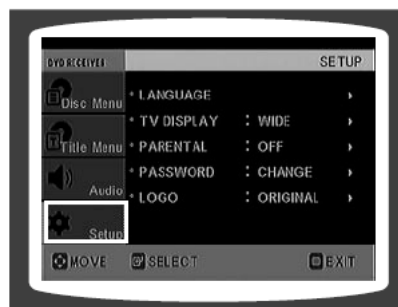 DVD RECEIVER SETUP
Disc Menu
Title Menu
Audio
Setup
• LANGUAGE
• TV DISPLAY : WIDE
• PARENTAL : OFF
• PASSWORD : CHANGE
• LOGO : ORIGINAL
MOVE SELECT EXIT